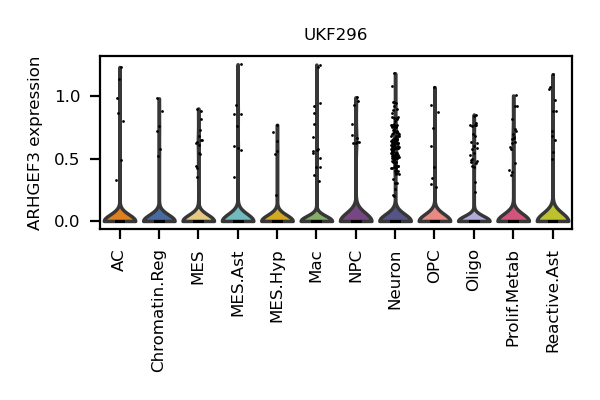 UKF296
ARHGEF3 expression
1.0
0.5
0.0
AC
Chromatin.Reg
MES
MES.Ast
MES.Hyp
Mac
NPC
Neuron
OPC
Oligo
Prolif.Metab
Reactive.Ast